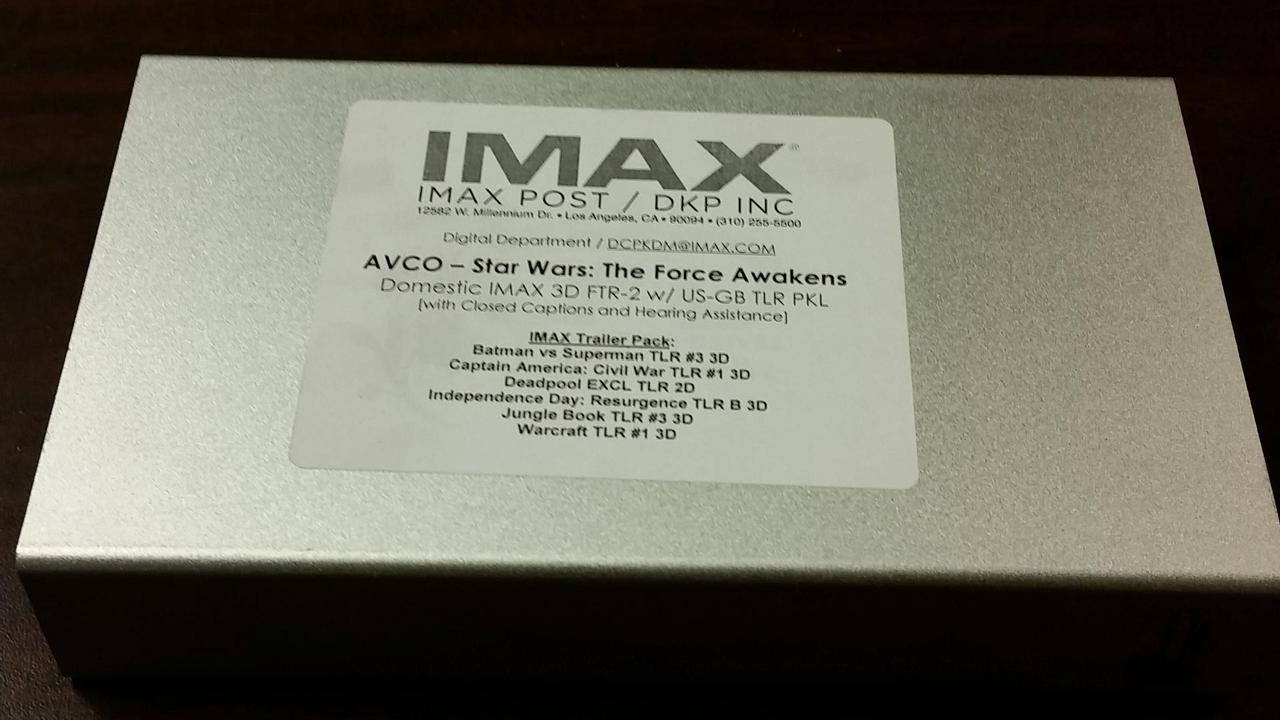 IMAX®
IMAX POST / DKP INC
12582 W. Millennium Dr. • Los Angeles, CA • 90094 • (310) 255-5500
Digital Department / DCPKDM@IMAX.COM
AVCO – Star Wars: The Force Awakens
Domestic IMAX 3D FTR-2 w/ US-GB TLR PKL
[with Closed Captions and Hearing Assistance]
IMAX Trailer Pack:
Batman vs Superman TLR #3 3D
Captain America: Civil War TLR #1 3D
Deadpool EXCL TLR 2D
Independence Day: Resurgence TLR B 3D
Jungle Book TLR #3 3D
Warcraft TLR #1 3D